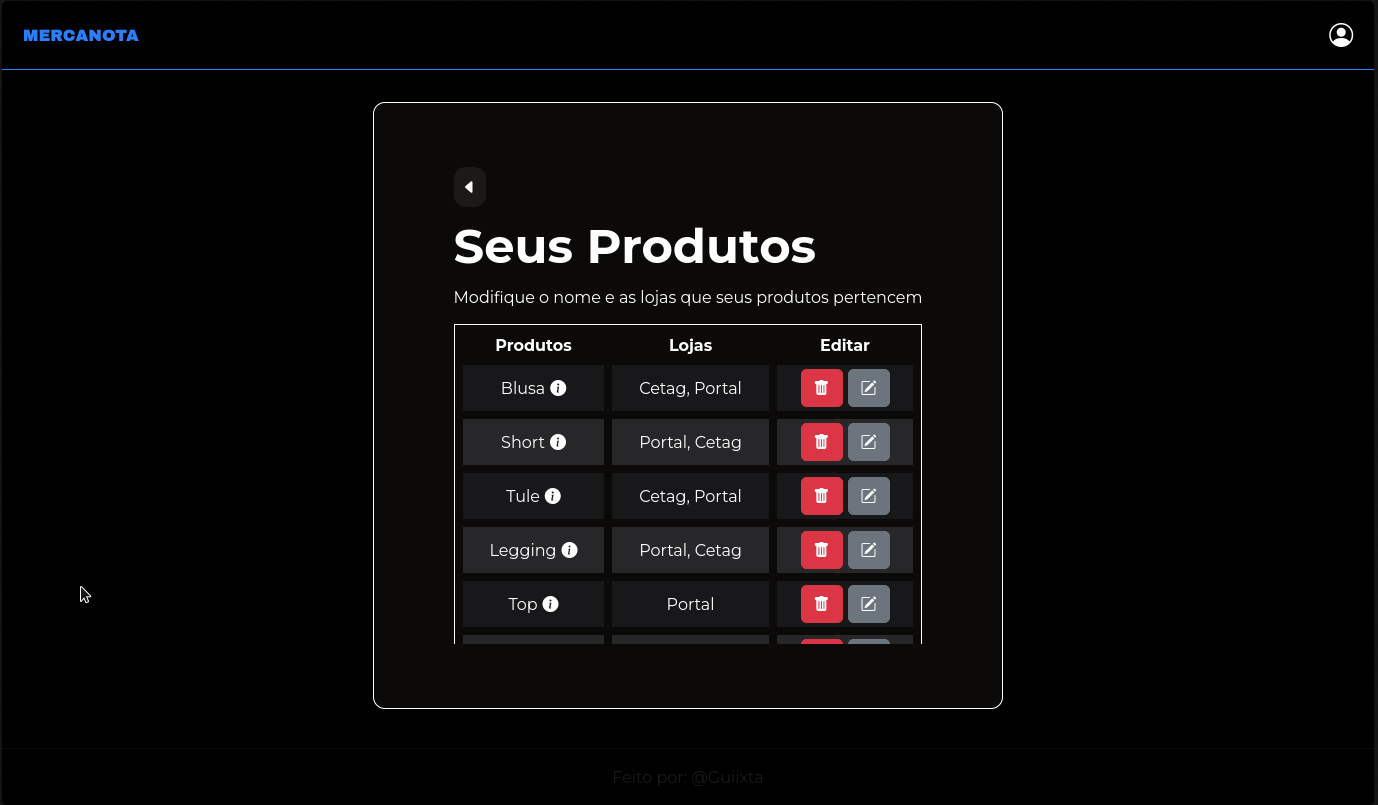 MERCANOTA
Seus Produtos
Modifique o nome e as lojas que seus produtos pertencem
Produtos Lojas Editar
Blusa Cetag, Portal
Short Portal, Cetag
Tule Cetag, Portal
Legging Portal, Cetag
Top Portal
Feito por: @Guiixta